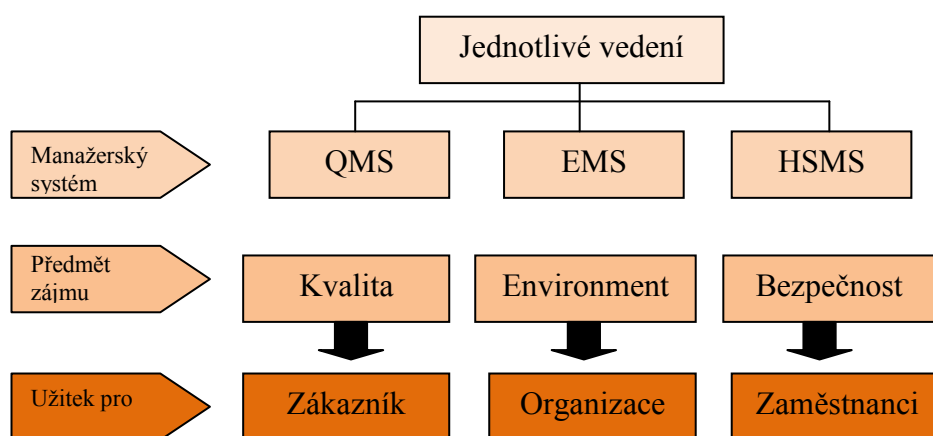 Jednotlivé vedení
Manažerský
systém
QMS
EMS
HSMS
Předmět
zájmu
Kvalita
Environment
Bezpečnost
Užitek pro
Zákazník
Organizace
Zaměstnanci